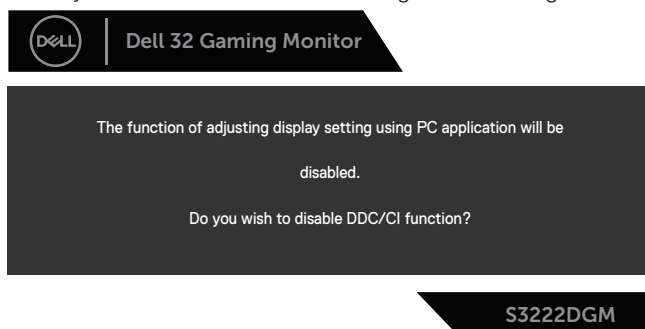 DELL
Dell 32 Gaming Monitor
The function of adjusting display setting using PC application will be
disabled.
Do you wish to disable DDC/CI function?
S3222DGM